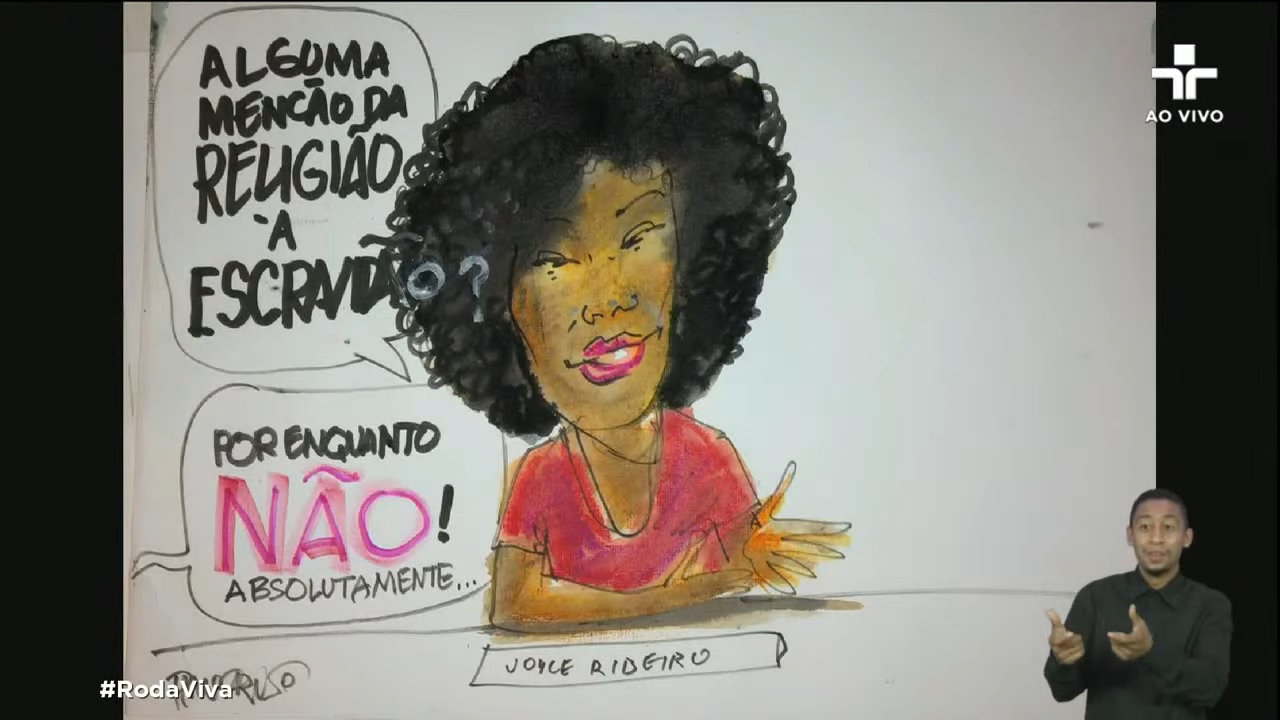 ALGUMA
MENÇÃO DA
RELIGIÃO
À
ESCRAVIDÃO?
POR ENQUANTO
NÃO!
ABSOLUTAMENTE...
JOYCE RIBEIRO
#RodaViva
AO VIVO